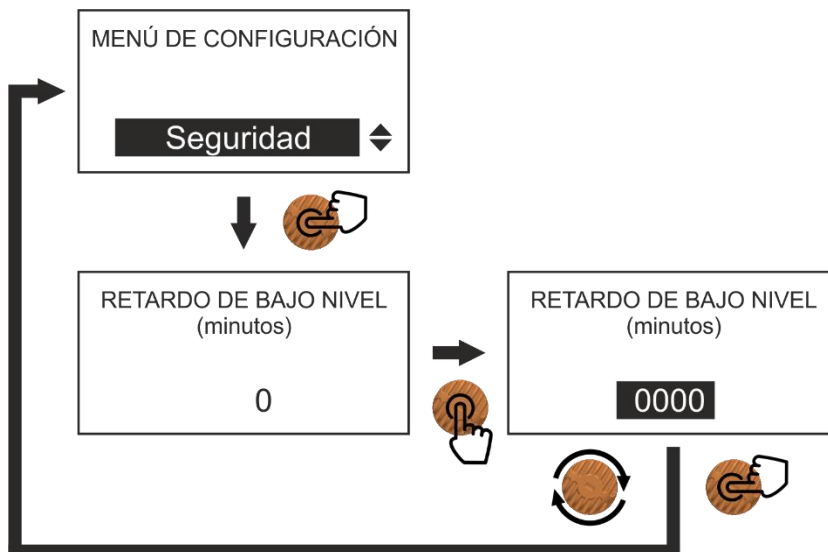 MENÚ DE CONFIGURACIÓN
Seguridad
RETARDO DE BAJO NIVEL
(minutos)
0
RETARDO DE BAJO NIVEL
(minutos)
0000